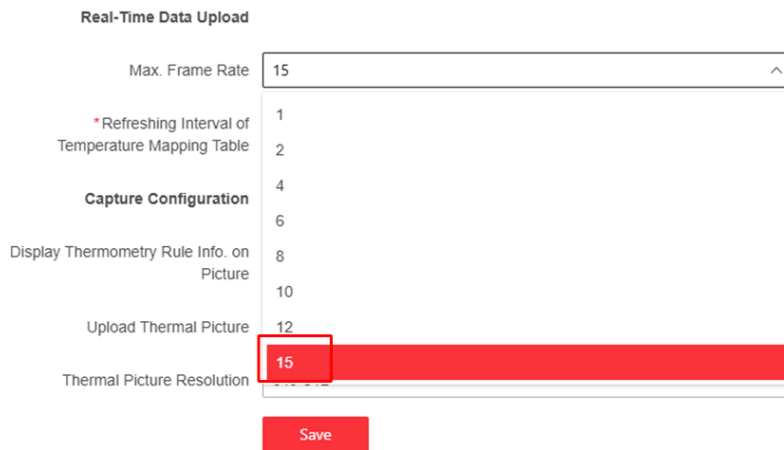 Real-Time Data Upload
Max. Frame Rate
15
*Refreshing Interval of
Temperature Mapping Table
1
2
4
Capture Configuration
6
Display Thermometry Rule Info. on
Picture
8
10
Upload Thermal Picture
12
15
Thermal Picture Resolution
Save